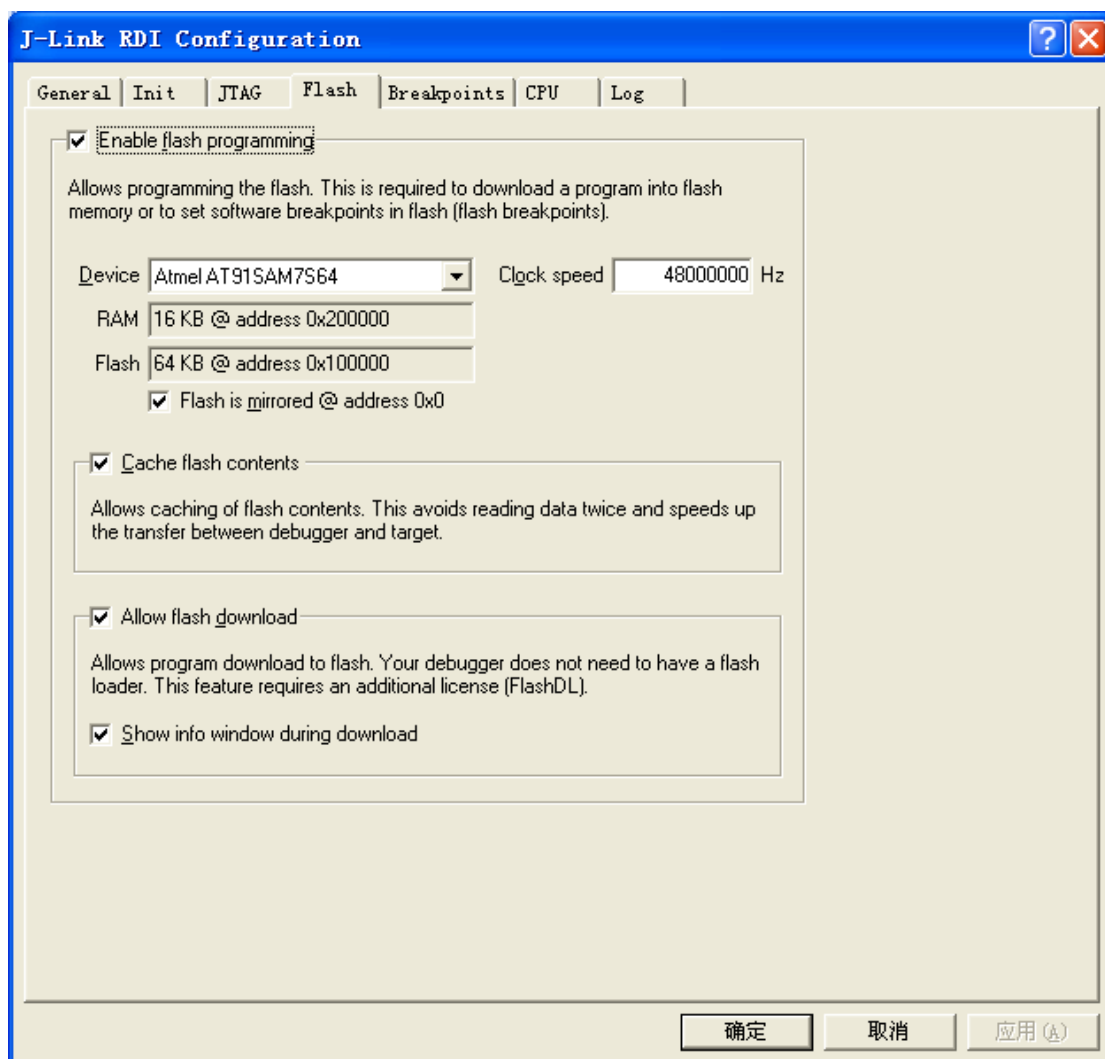 J-Link RDI Configuration
General Init JTAG Flash Breakpoints CPU Log
Enable flash programming
Allows programming the flash. This is required to download a program into flash
memory or to set software breakpoints in flash (flash breakpoints).
Device Atmel AT91SAM7S64 Clock speed 48000000 Hz
RAM 16 KB @ address 0x200000
Flash 64 KB @ address 0x100000
Flash is mirrored @ address 0x0
Cache flash contents
Allows caching of flash contents. This avoids reading data twice and speeds up
the transfer between debugger and target.
Allow flash download
Allows program download to flash. Your debugger does not need to have a flash
loader. This feature requires an additional license (FlashDL).
Show info window during download
确定 取消 应用(A)